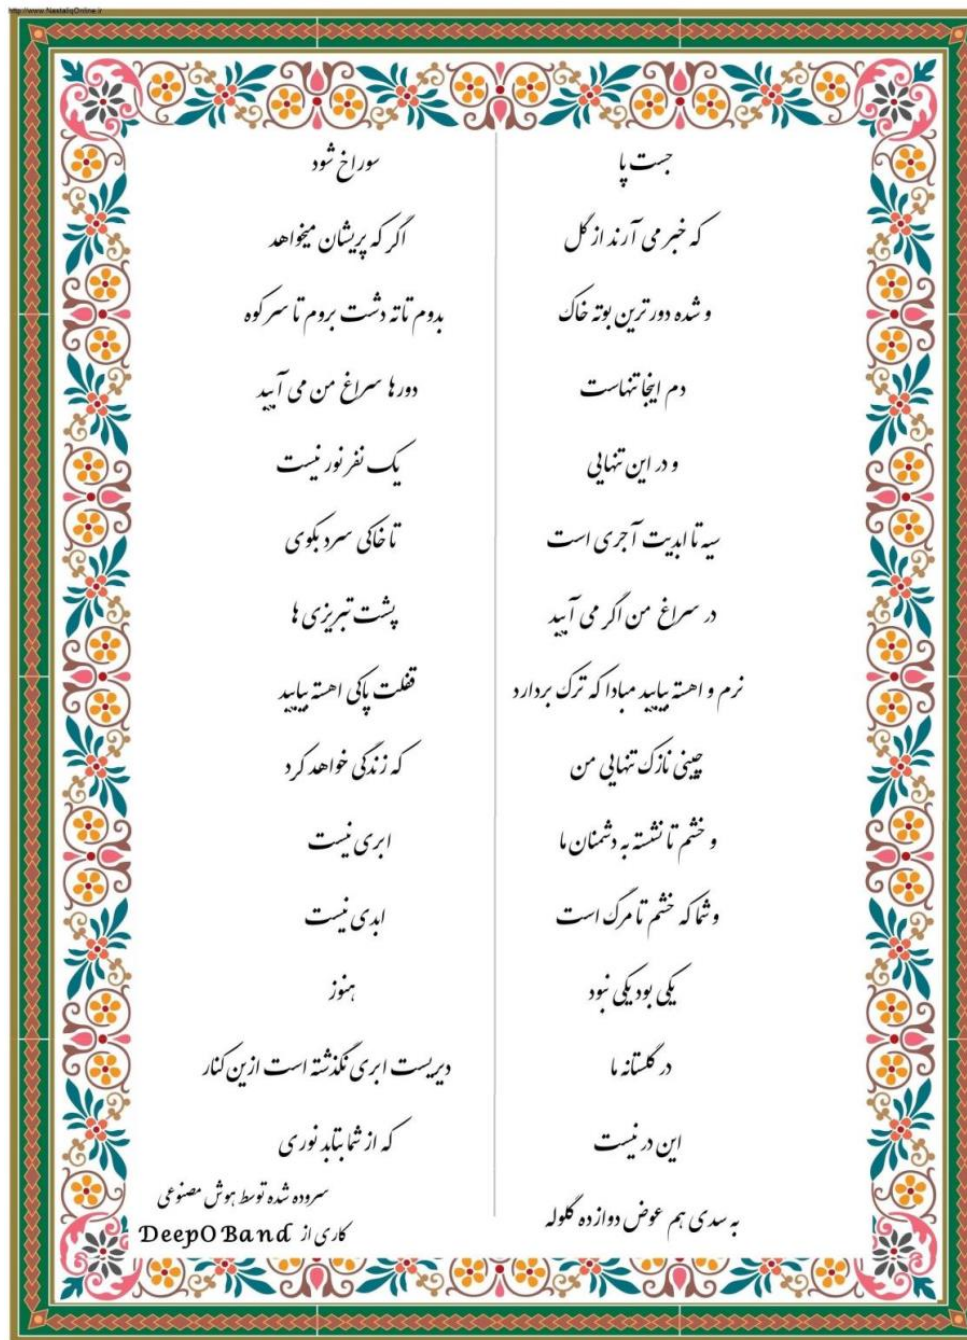 http://www.NastaliqOnline.ir
جست پا
سوراخ شود
که خبر می آرند از گل
اگر که پریشان میخواهد
و شده دور ترین بوته خاک
بدوم تا ته دشت بروم تا سر کوه
دم اینجا تنهاست
دورها سراغ من می آیید
و در این تنهایی
یک نفر نور نیست
سیه تا ابدیت آجری است
تا خاکی سرد بکوی
در سراغ من اگر می آیید
پشت تبریزی ها
نرم و اهسته بیایید مبادا که ترک بردارد
قفلت پاکی اهسته بیایید
چینی نازک تنهایی من
که زندگی خواهد کرد
و خشم تا نشسته به دشمنان ما
ابری نیست
و شما که خشم تا مرگ است
ابدی نیست
یکی بود یکی نبود
هنوز
در گلستانه ما
دیریست ابری نگذشته است ازین کنار
این در نیست
که از شما بتابد نوری
به سدی هم عوض دوازده گلوله
سروده شده توسط هوش مصنوعی
کاری از DeepOBand